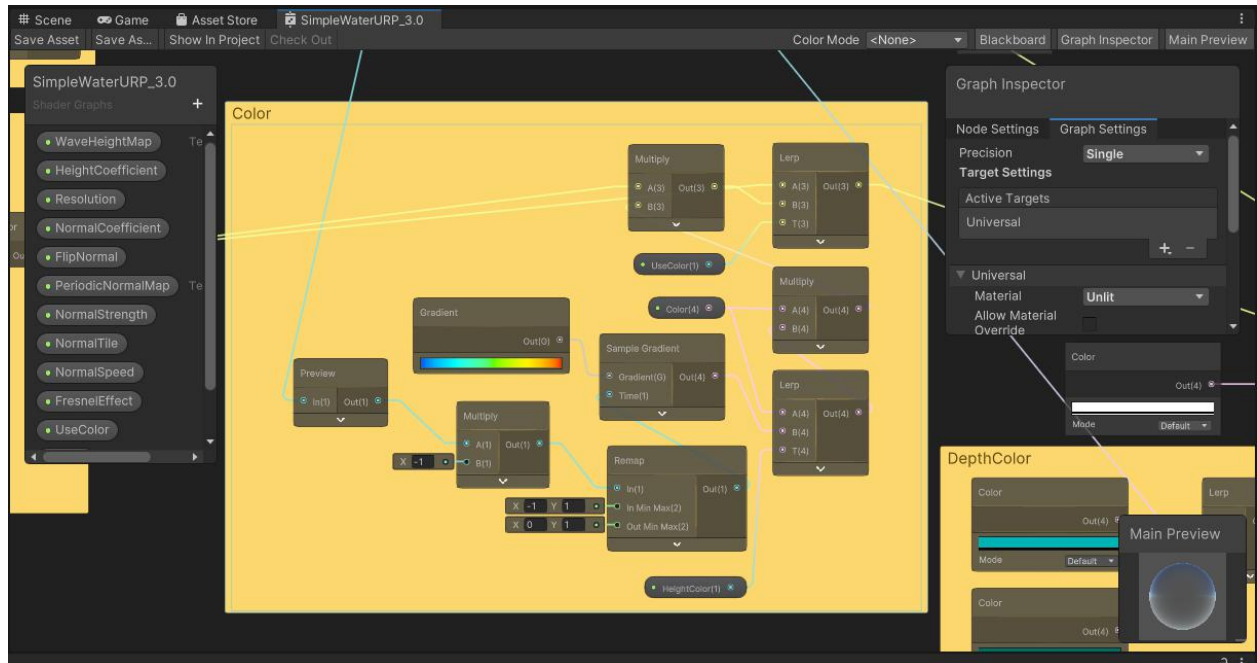 Scene Game Asset Store SimpleWaterURP_3.0
Save Asset Save As... Show In Project Check Out Color Mode <None> Blackboard Graph Inspector Main Preview
SimpleWaterURP_3.0
Shader Graphs +
WaveHeightMap Te
HeightCoefficient
Resolution
NormalCoefficient
FlipNormal
PeriodicNormalMap Te
NormalStrength
NormalTile
NormalSpeed
FresnelEffect
UseColor
Color
Multiply
A(3) Out(3)
B(3)
Lerp
A(3) Out(3)
B(3)
T(3)
UseColor(1)
Color(4)
Multiply
A(4) Out(4)
B(4)
Gradient
Out(G)
Sample Gradient
Gradient(G) Out(4)
Time(1)
Preview
In(1) Out(1)
Multiply
A(1) Out(1)
X -1 B(1)
Lerp
A(4) Out(4)
B(4)
T(4)
Remap
In(1) Out(1)
X -1 Y 1 In Min Max(2)
X 0 Y 1 Out Min Max(2)
HeightColor(1)
Graph Inspector
Node Settings Graph Settings
Precision Single
Target Settings
Active Targets
Universal
+ -
Universal
Material Unlit
Allow Material
Override
Color
Out(4)
Mode Default
DepthColor
Color
Out(4)
Mode Default
Lerp
Color
Out(4)
Main Preview